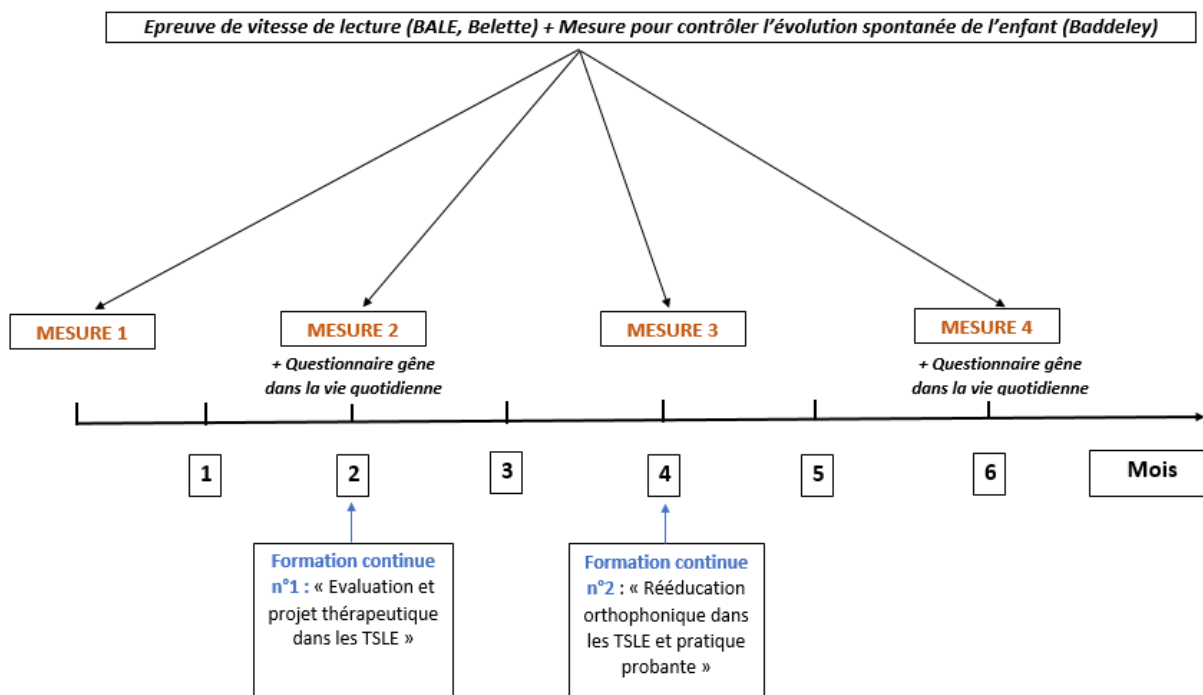 Epreuve de vitesse de lecture (BALE, Belette) + Mesure pour contrôler l'évolution spontanée de l'enfant (Baddeley)
MESURE 1
MESURE 2
+ Questionnaire gêne
dans la vie quotidienne
MESURE 3
MESURE 4
+ Questionnaire gêne
dans la vie quotidienne
1
2
3
4
5
6
Mois
Formation continue
n°1 : « Evaluation et
projet thérapeutique
dans les TSLE »
Formation continue
n°2 : « Rééducation
orthophonique dans
les TSLE et pratique
probante »